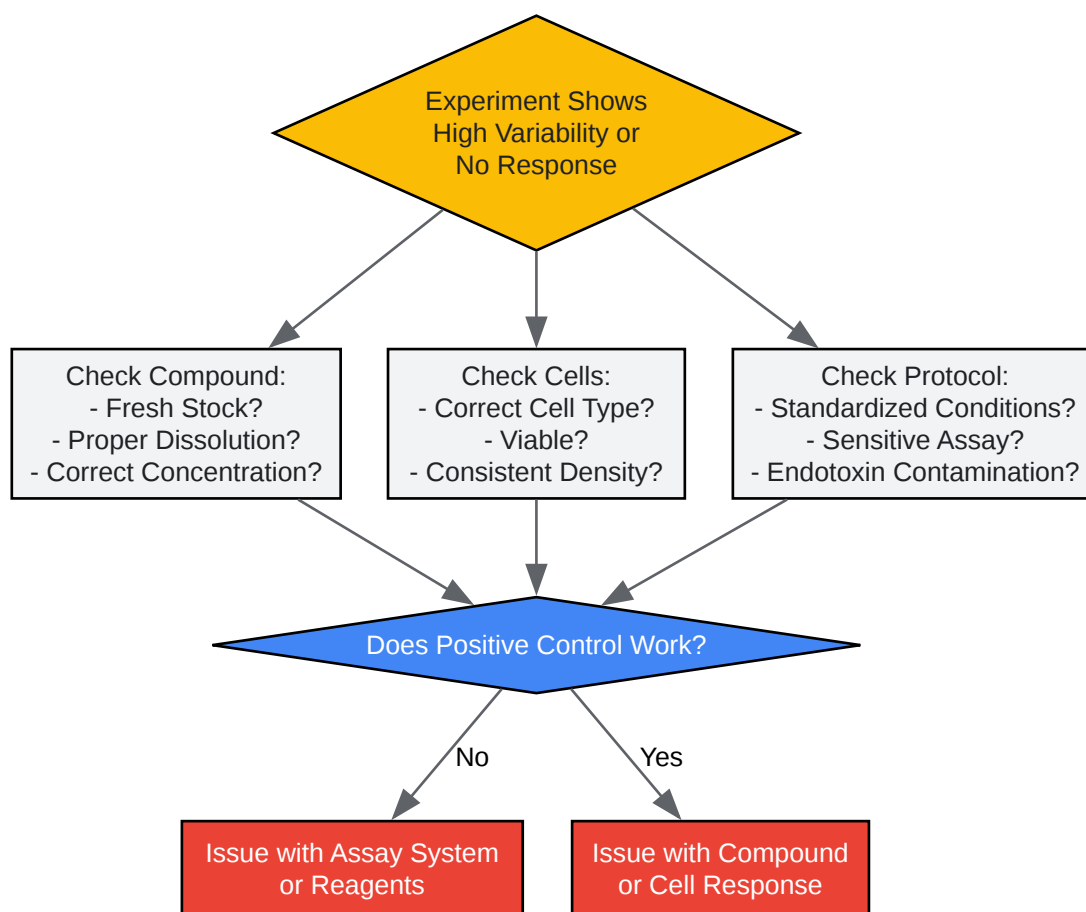 Experiment Shows
High Variability or
No Response
Check Compound:
- Fresh Stock?
- Proper Dissolution?
- Correct Concentration?
Check Cells:
- Correct Cell Type?
- Viable?
- Consistent Density?
Check Protocol:
- Standardized Conditions?
- Sensitive Assay?
- Endotoxin Contamination?
Does Positive Control Work?
No
Yes
Issue with Assay System
or Reagents
Issue with Compound
or Cell Response